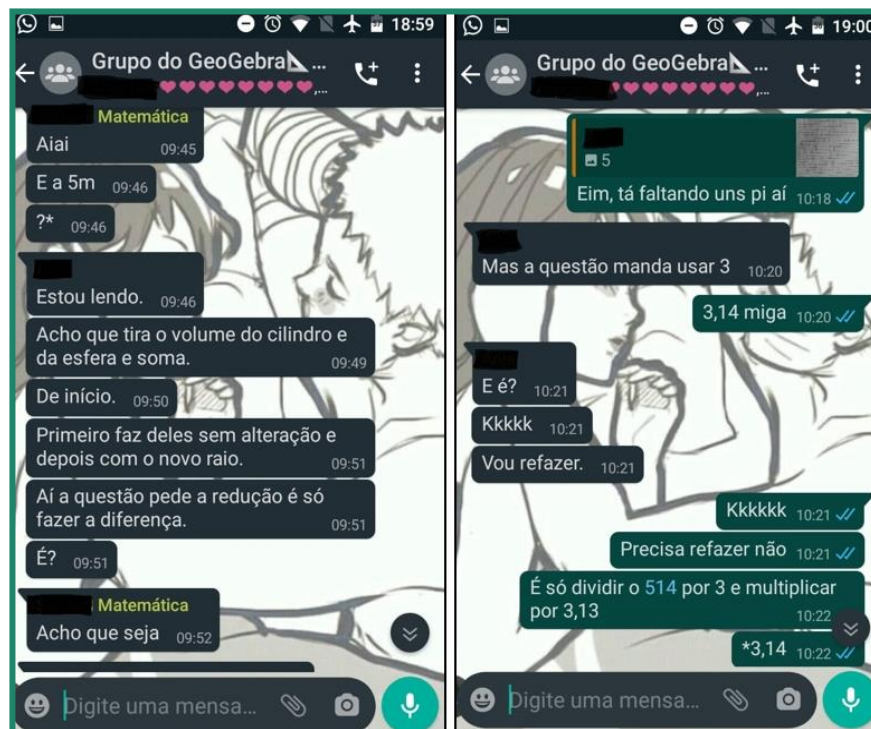 18:59
Grupo do GeoGebra📐 ...
❤❤❤❤❤❤❤❤,...
Matemática
Aiai 09:45
E a 5m 09:46
?* 09:46
Estou lendo. 09:46
Acho que tira o volume do cilindro e
da esfera e soma. 09:49
De início. 09:50
Primeiro faz deles sem alteração e
depois com o novo raio. 09:51
Aí a questão pede a redução é só
fazer a diferença. 09:51
É? 09:51
Matemática
Acho que seja 09:52
Digite uma mensa...
19:00
Grupo do GeoGebra📐 ...
❤❤❤❤❤❤❤❤,...
5
Eim, tá faltando uns pi aí 10:18
Mas a questão manda usar 3 10:20
3,14 miga 10:20
E é? 10:21
Kkkkk 10:21
Vou refazer. 10:21
Kkkkkk 10:21
Precisa refazer não 10:21
É só dividir o 514 por 3 e multiplicar
por 3,13 10:22
*3,14 10:22
Digite uma mensa...